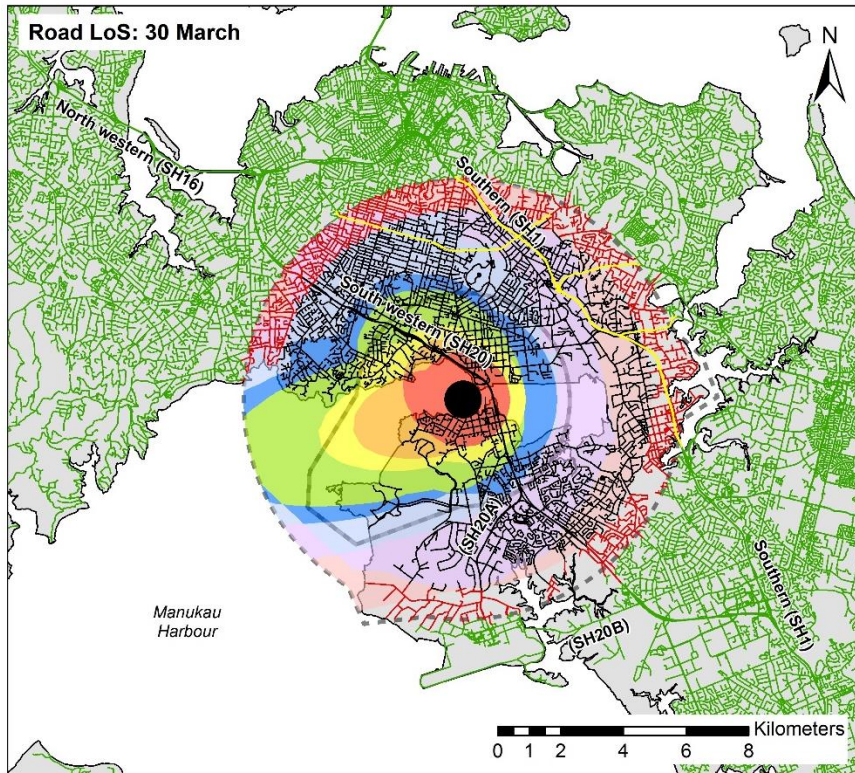 Road LoS: 30 March
N
North western (SH16)
Southern (SH1)
South western (SH20)
(SH20A)
Southern (SH1)
Manukau
Harbour
(SH20B)
Kilometers
0 1 2 4 6 8